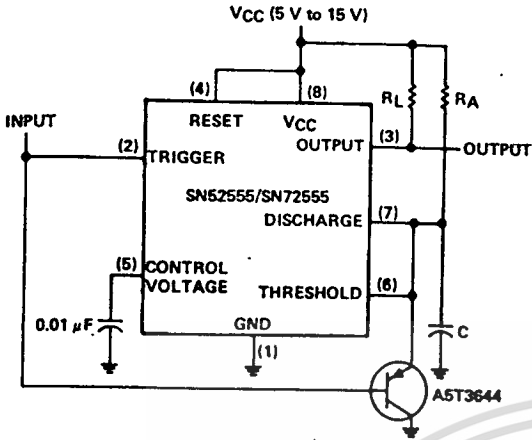 VCC (5 V to 15 V)
(4)
(8)
RL
RA
RESET
VCC
INPUT
(2)
TRIGGER
OUTPUT
(3)
OUTPUT
SN52555/SN72555
DISCHARGE
(7)
(5)
CONTROL
VOLTAGE
THRESHOLD
(6)
0.01 µF
GND
(1)
C
A5T3644